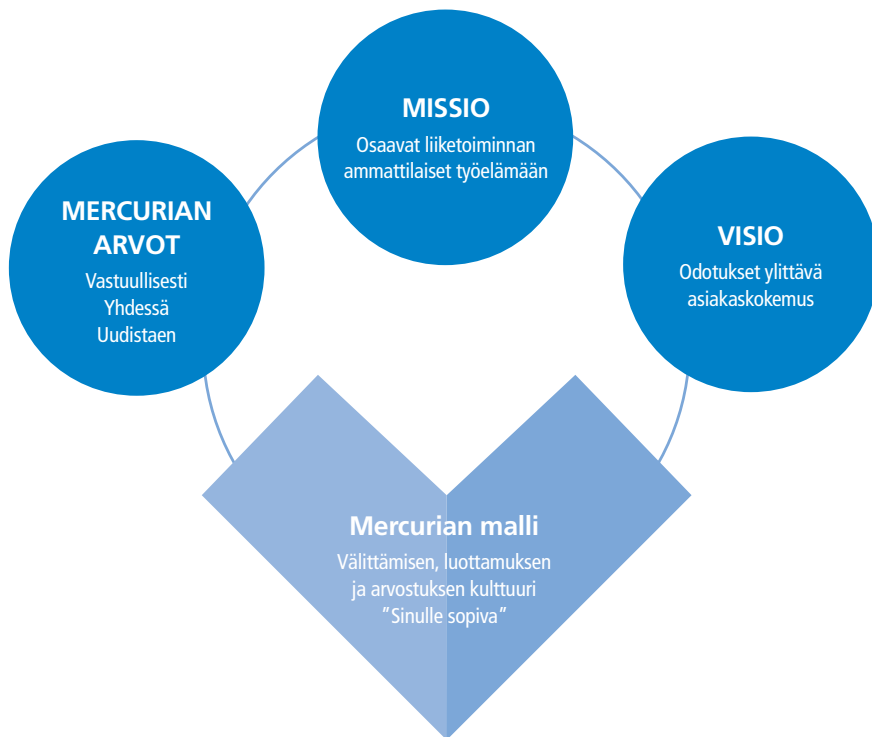 MISSIO
Osaavat liiketoiminnan
ammattilaiset työelämään
MERCURIAN
ARVOT
Vastuullisesti
Yhdessä
Uudistaen
VISIO
Odotukset ylittävä
asiakaskokemus
Mercurian malli
Välittämisen, luottamuksen
ja arvostuksen kulttuuri
”Sinulle sopiva”